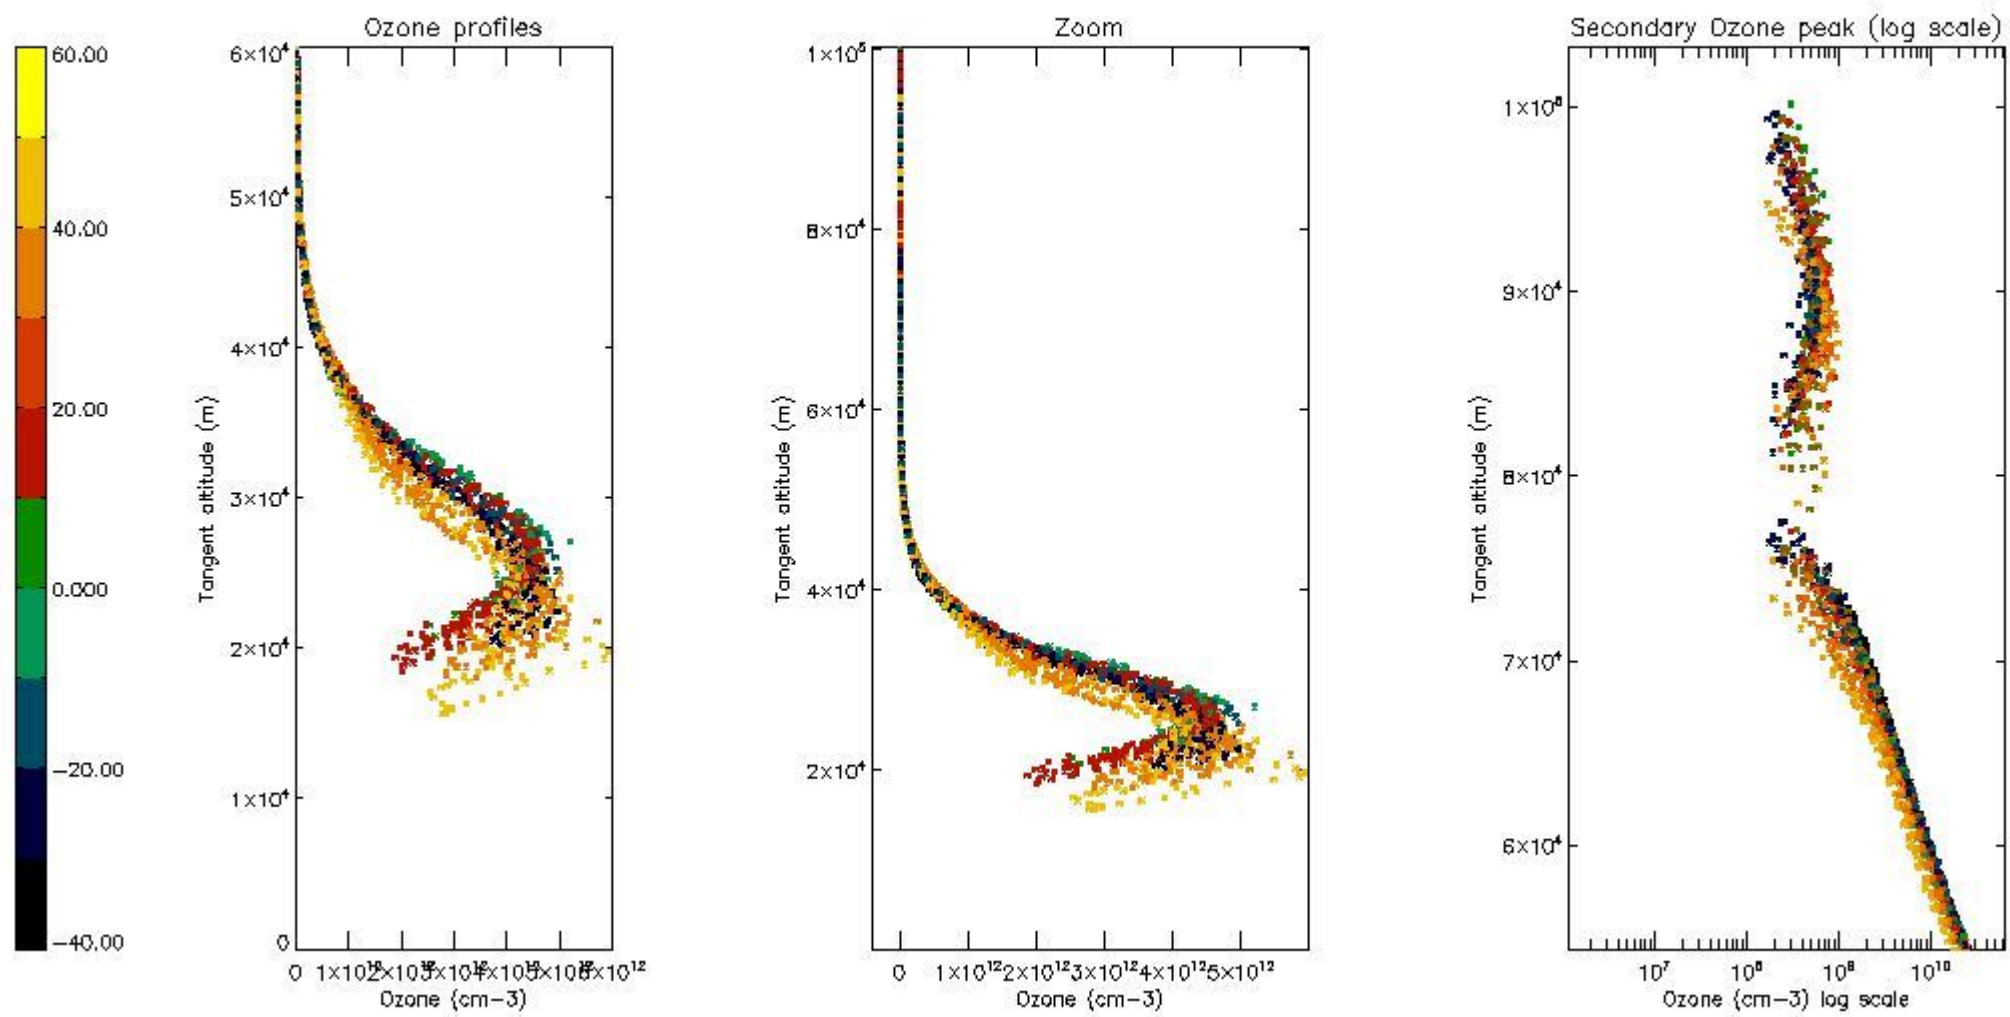 Ozone profiles
Zoom
Secondary Ozone peak (log scale)
60.00
40.00
20.00
0.000
−20.00
−40.00
6×10⁴
5×10⁴
4×10⁴
3×10⁴
2×10⁴
1×10⁴
0
Tangent altitude (m)
0 1×10¹²
Ozone (cm−3)
1×10⁵
8×10⁴
6×10⁴
4×10⁴
2×10⁴
Tangent altitude (m)
0 1×10¹² 2×10¹² 3×10¹² 4×10¹² 5×10¹²
Ozone (cm−3)
9×10⁴
8×10⁴
7×10⁴
6×10⁴
Tangent altitude (m)
10⁷ 10⁸ 10⁹ 10¹⁰
Ozone (cm−3) log scale